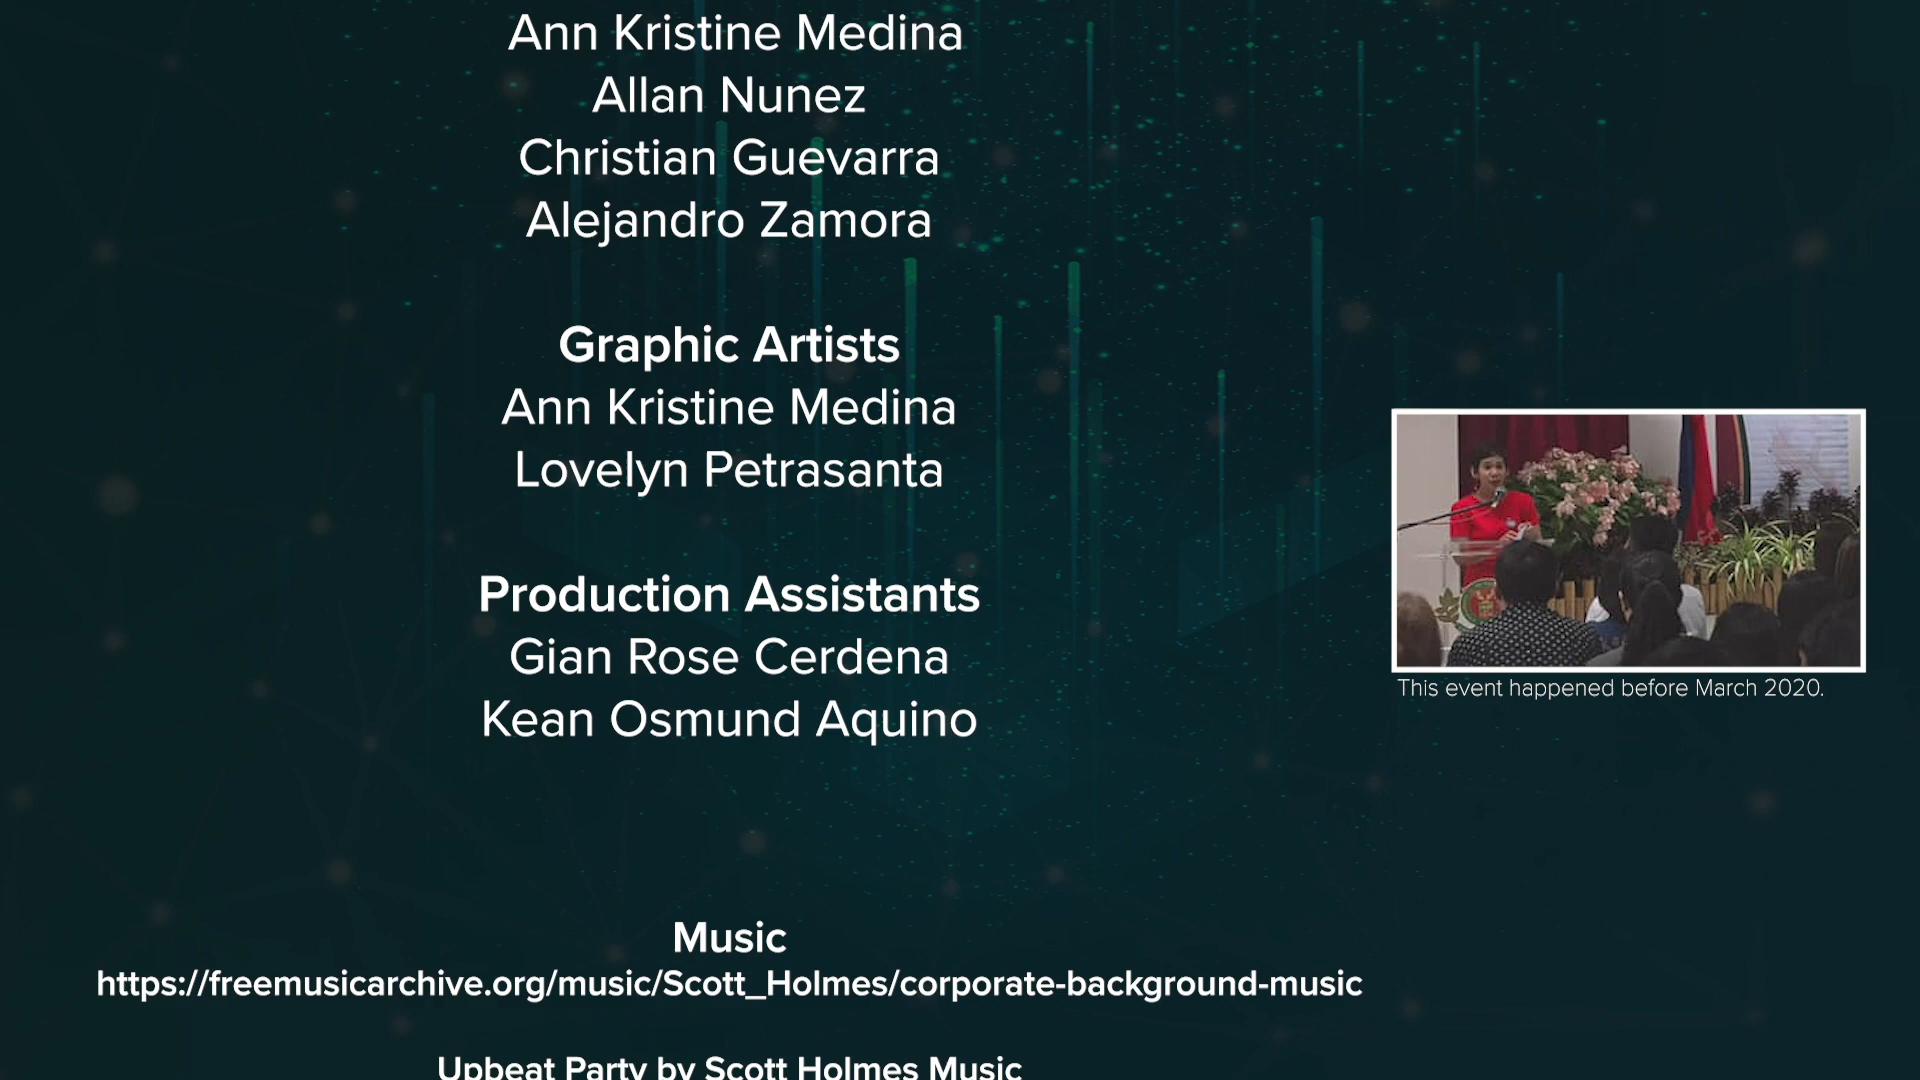 Ann Kristine Medina
Allan Nunez
Christian Guevarra
Alejandro Zamora
Graphic Artists
Ann Kristine Medina
Lovelyn Petrasanta
Production Assistants
Gian Rose Cerdena
Kean Osmund Aquino
This event happened before March 2020.
Music
https://freemusicarchive.org/music/Scott_Holmes/corporate-background-music
Upbeat Party by Scott Holmes Music